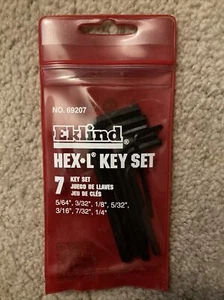 NO. 69207
Eklind
HEX•L® KEY SET
7 KEY SET
JUEGO DE LLAVES
JEU DE CLÉS
5/64", 3/32", 1/8", 5/32",
3/16", 7/32", 1/4"